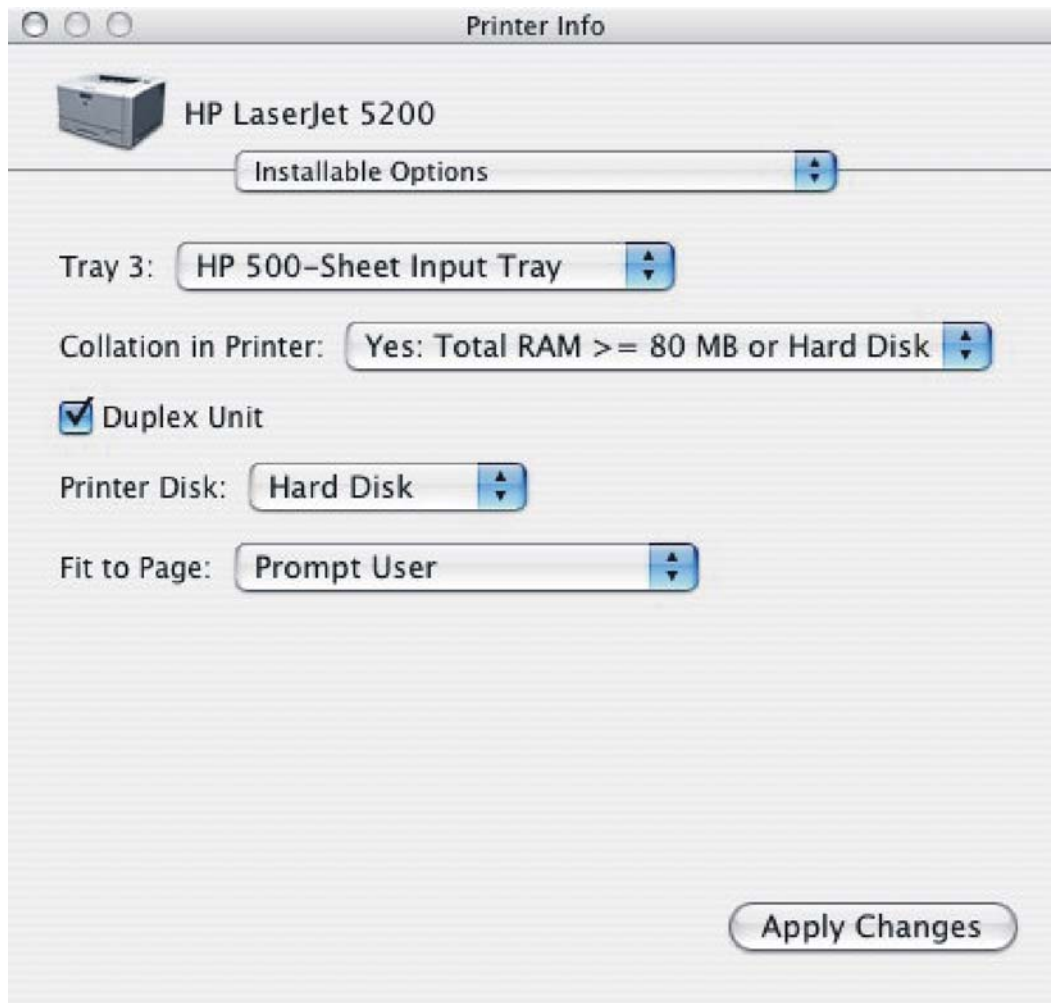 Printer Info
HP LaserJet 5200
Installable Options
Tray 3: HP 500-Sheet Input Tray
Collation in Printer: Yes: Total RAM >= 80 MB or Hard Disk
Duplex Unit
Printer Disk: Hard Disk
Fit to Page: Prompt User
Apply Changes